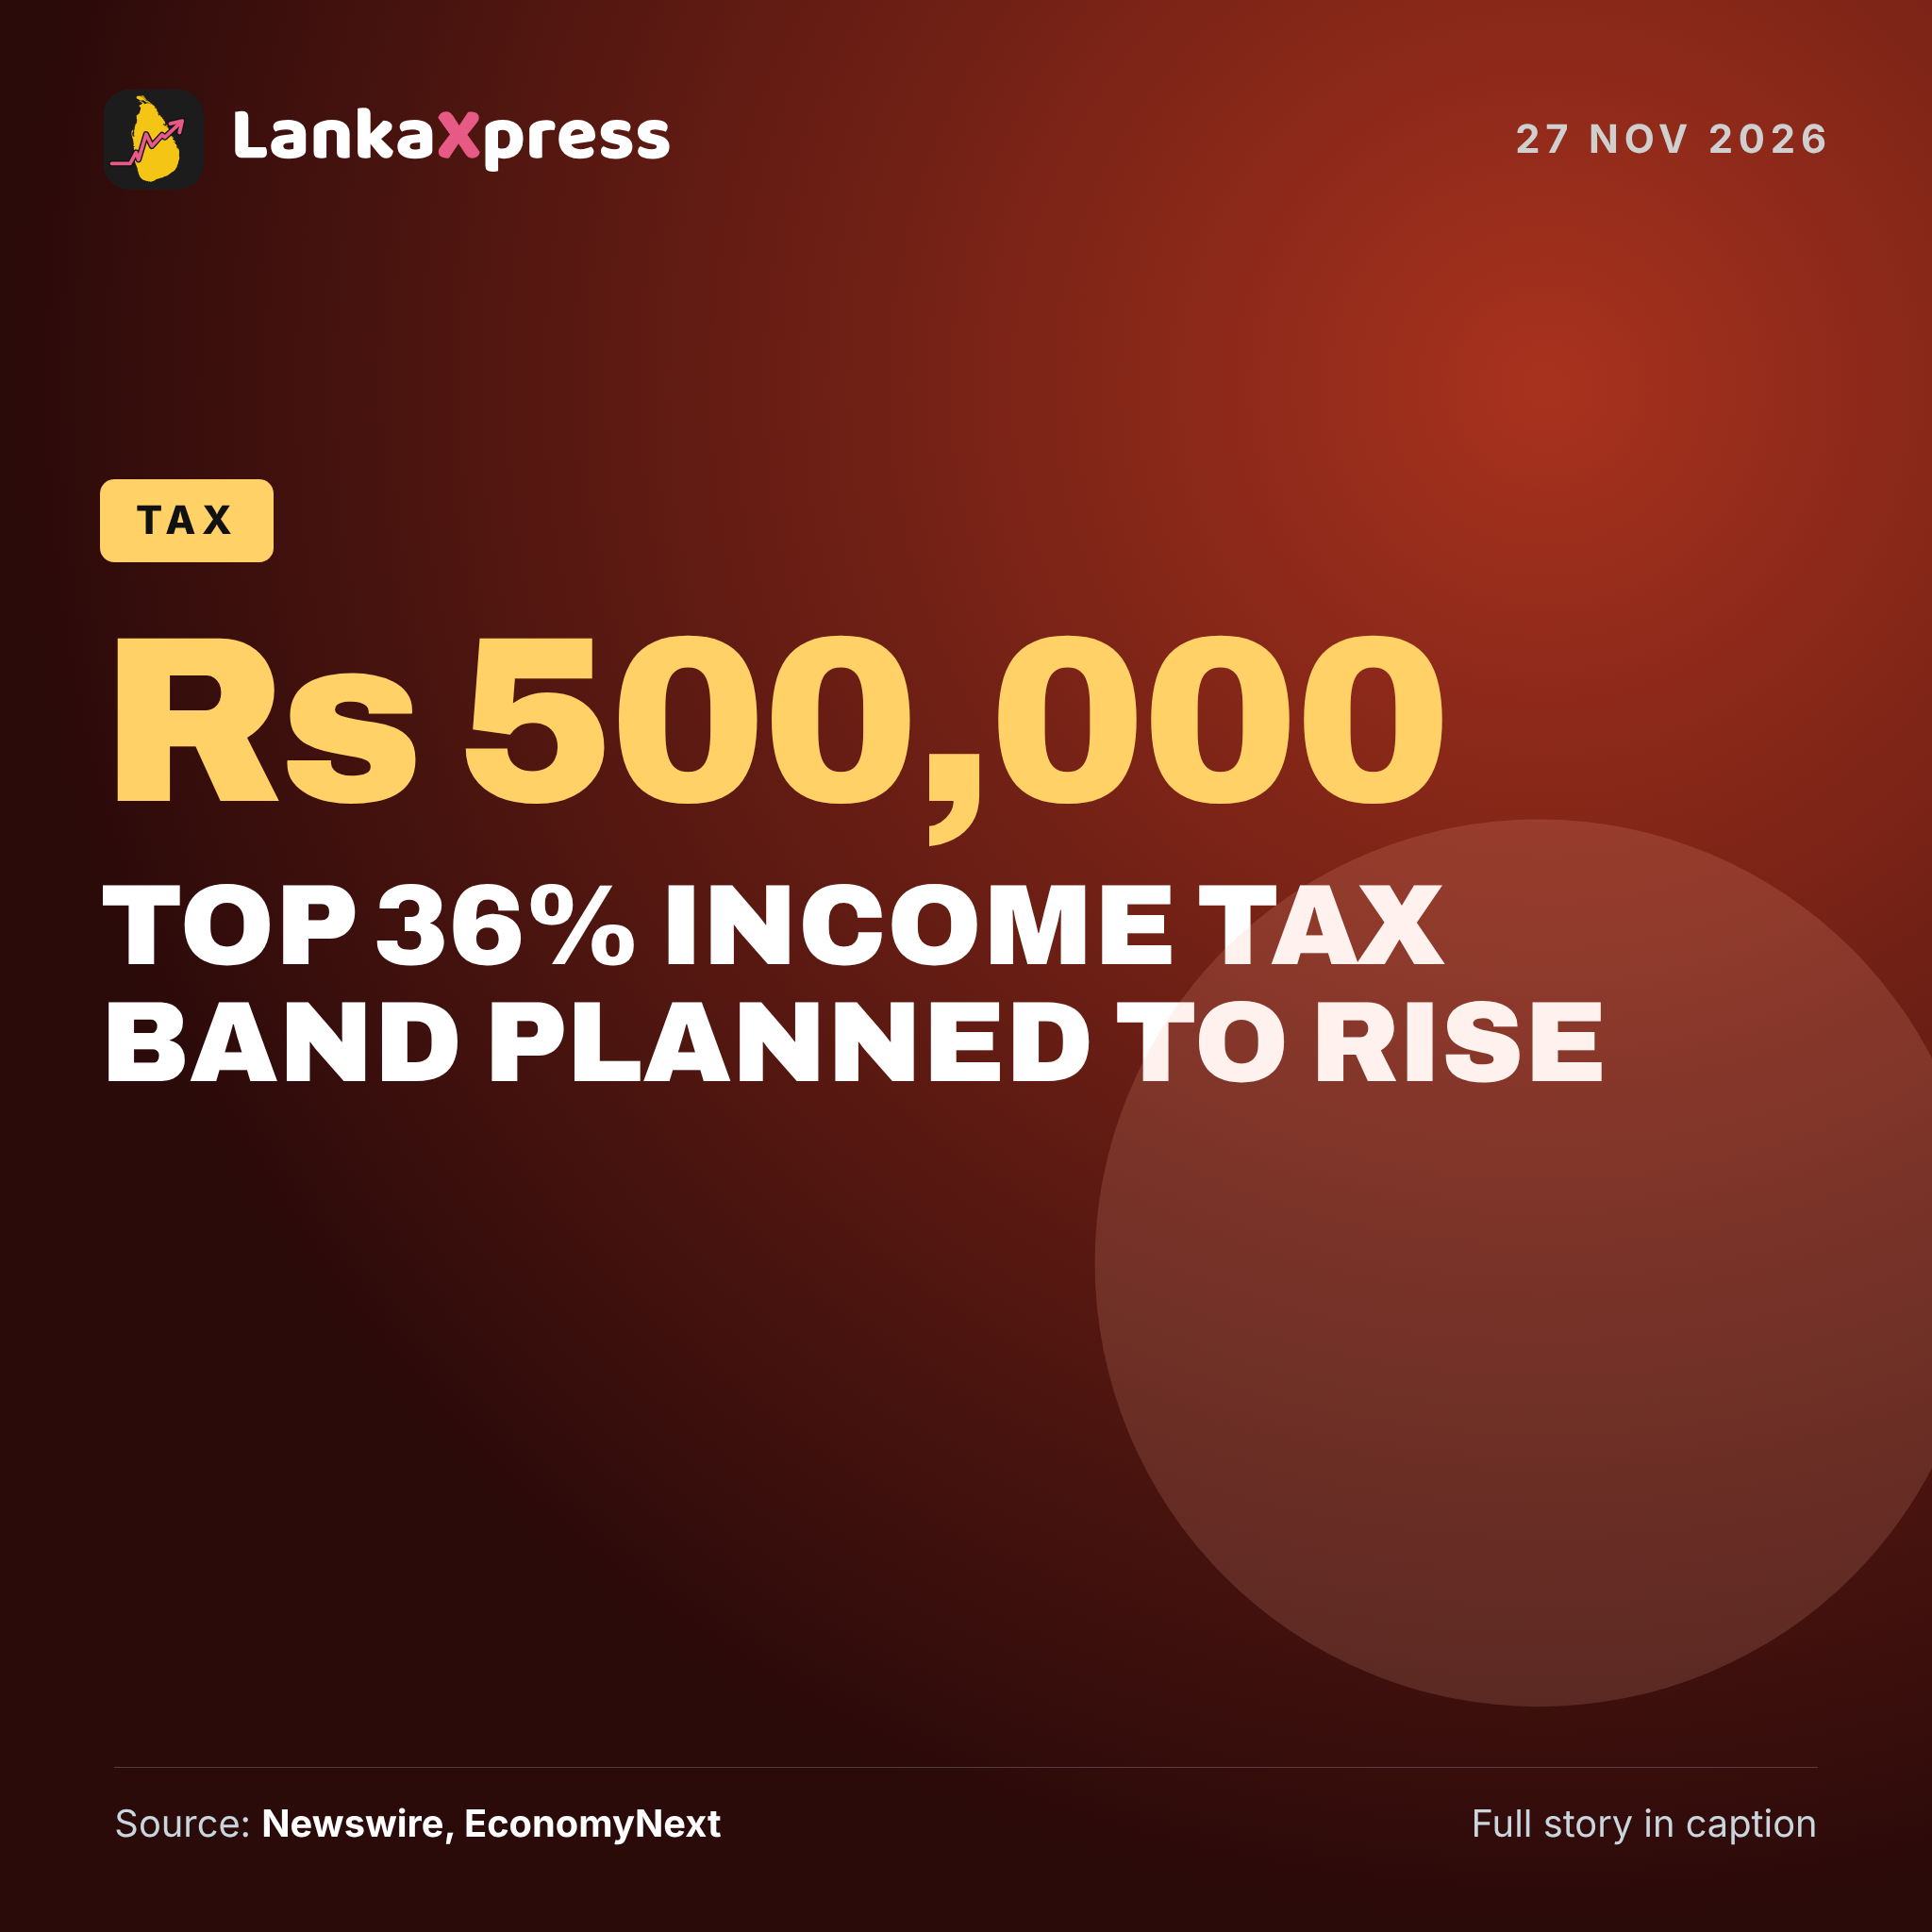 LankaXpress
27 NOV 2026
TAX
Rs 500,000
TOP 36% INCOME TAX
BAND PLANNED TO RISE
Source: Newswire, EconomyNext
Full story in caption